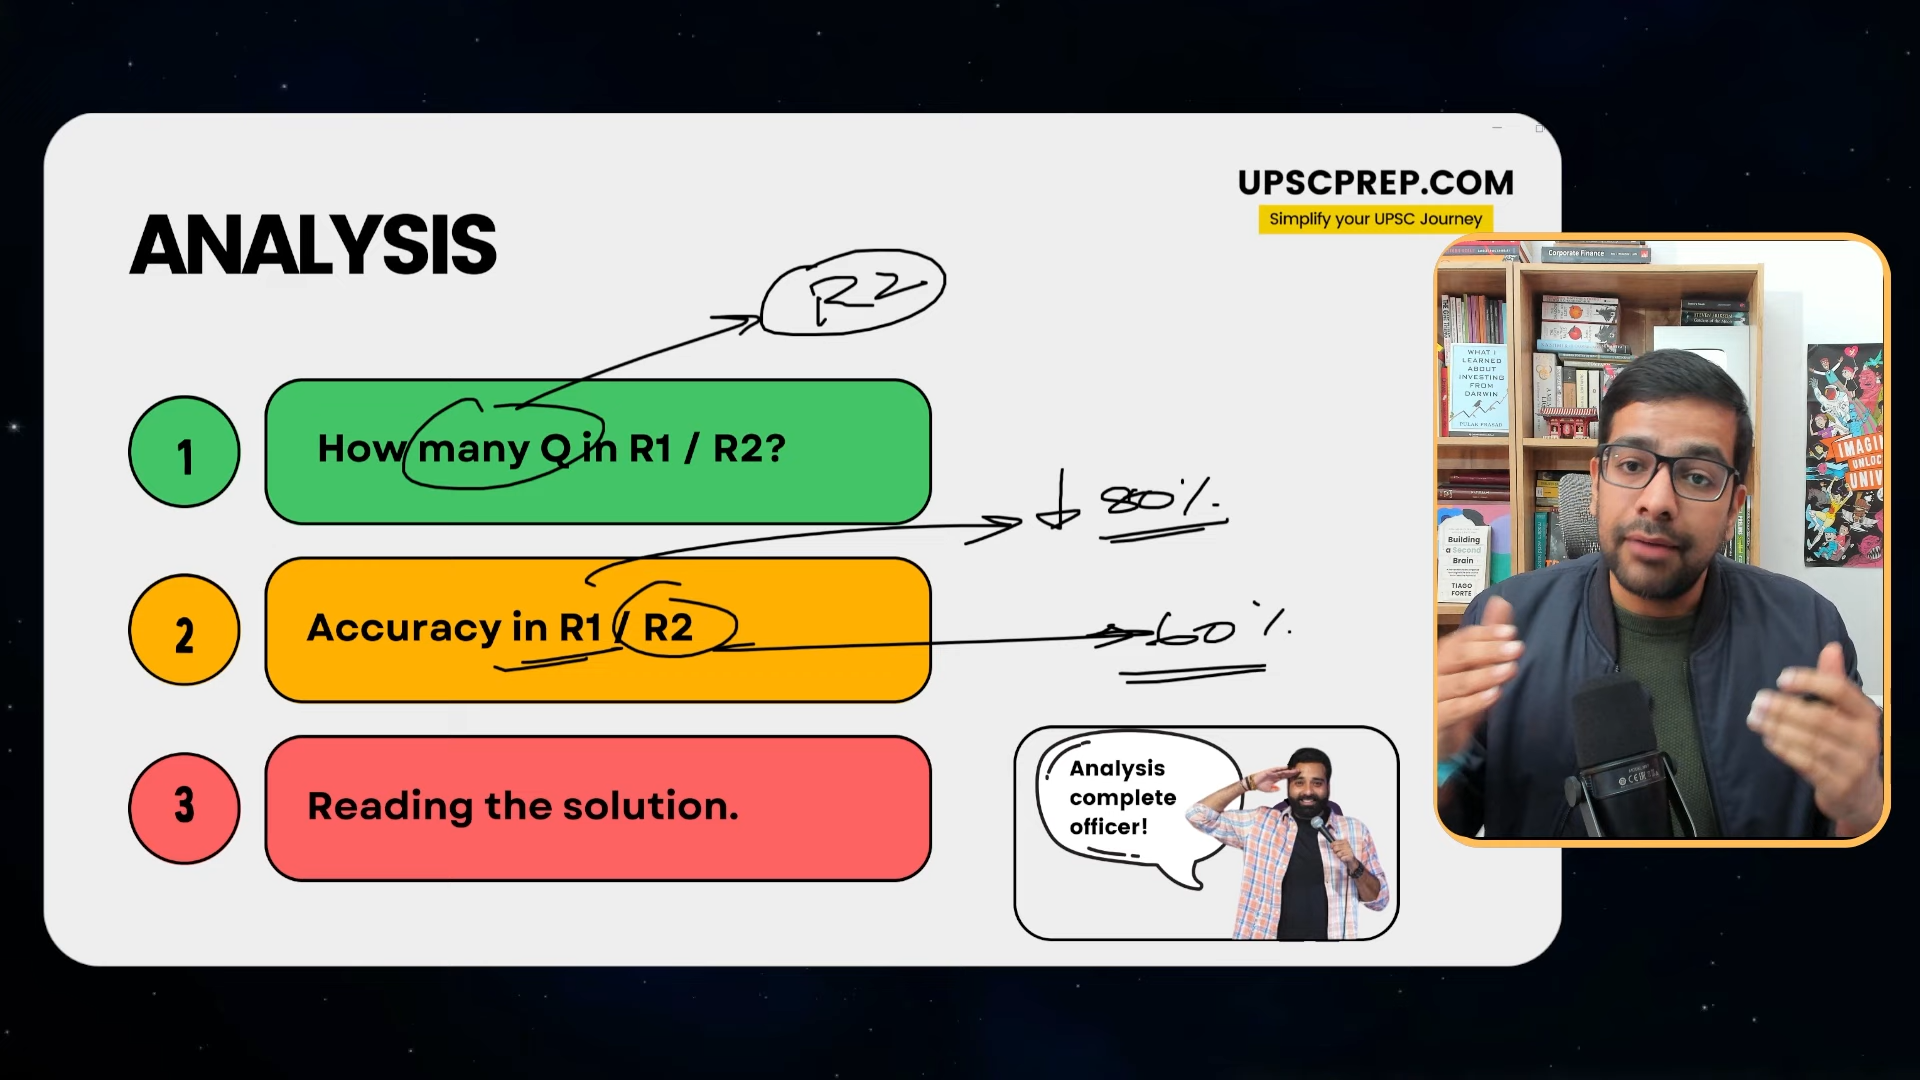 UPSCPREP.COM
Simplify your UPSC Journey
ANALYSIS
R2
1
How many Q in R1 / R2?
80%
2
Accuracy in R1 / R2
60%
3
Reading the solution.
Analysis
complete
officer!
Corporate Finance
WHAT I
LEARNED
ABOUT
INVESTING
FROM
DARWIN
PULAK PRASAD
Building
a Second
Brain
TIAGO
FORTE